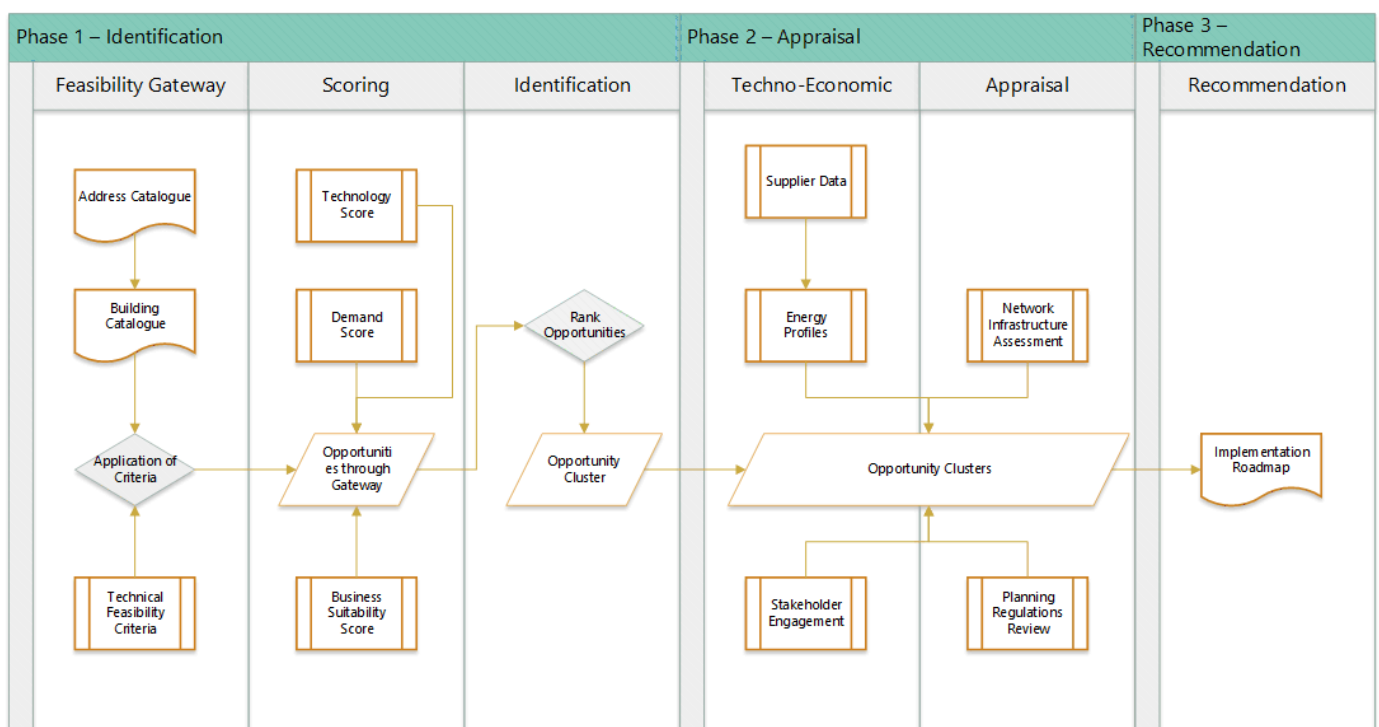 Phase 1 – Identification
Phase 2 – Appraisal
Phase 3 –
Recommendation
Feasibility Gateway
Scoring
Identification
Techno-Economic
Appraisal
Recommendation
Address Catalogue
Building
Catalogue
Application of
Criteria
Technical
Feasibility
Criteria
Technology
Score
Demand
Score
Opportuniti
es through
Gateway
Business
Suitability
Score
Rank
Opportunities
Opportunity
Cluster
Supplier Data
Energy
Profiles
Network
Infrastructure
Assessment
Opportunity Clusters
Stakeholder
Engagement
Planning
Regulations
Review
Implementation
Roadmap